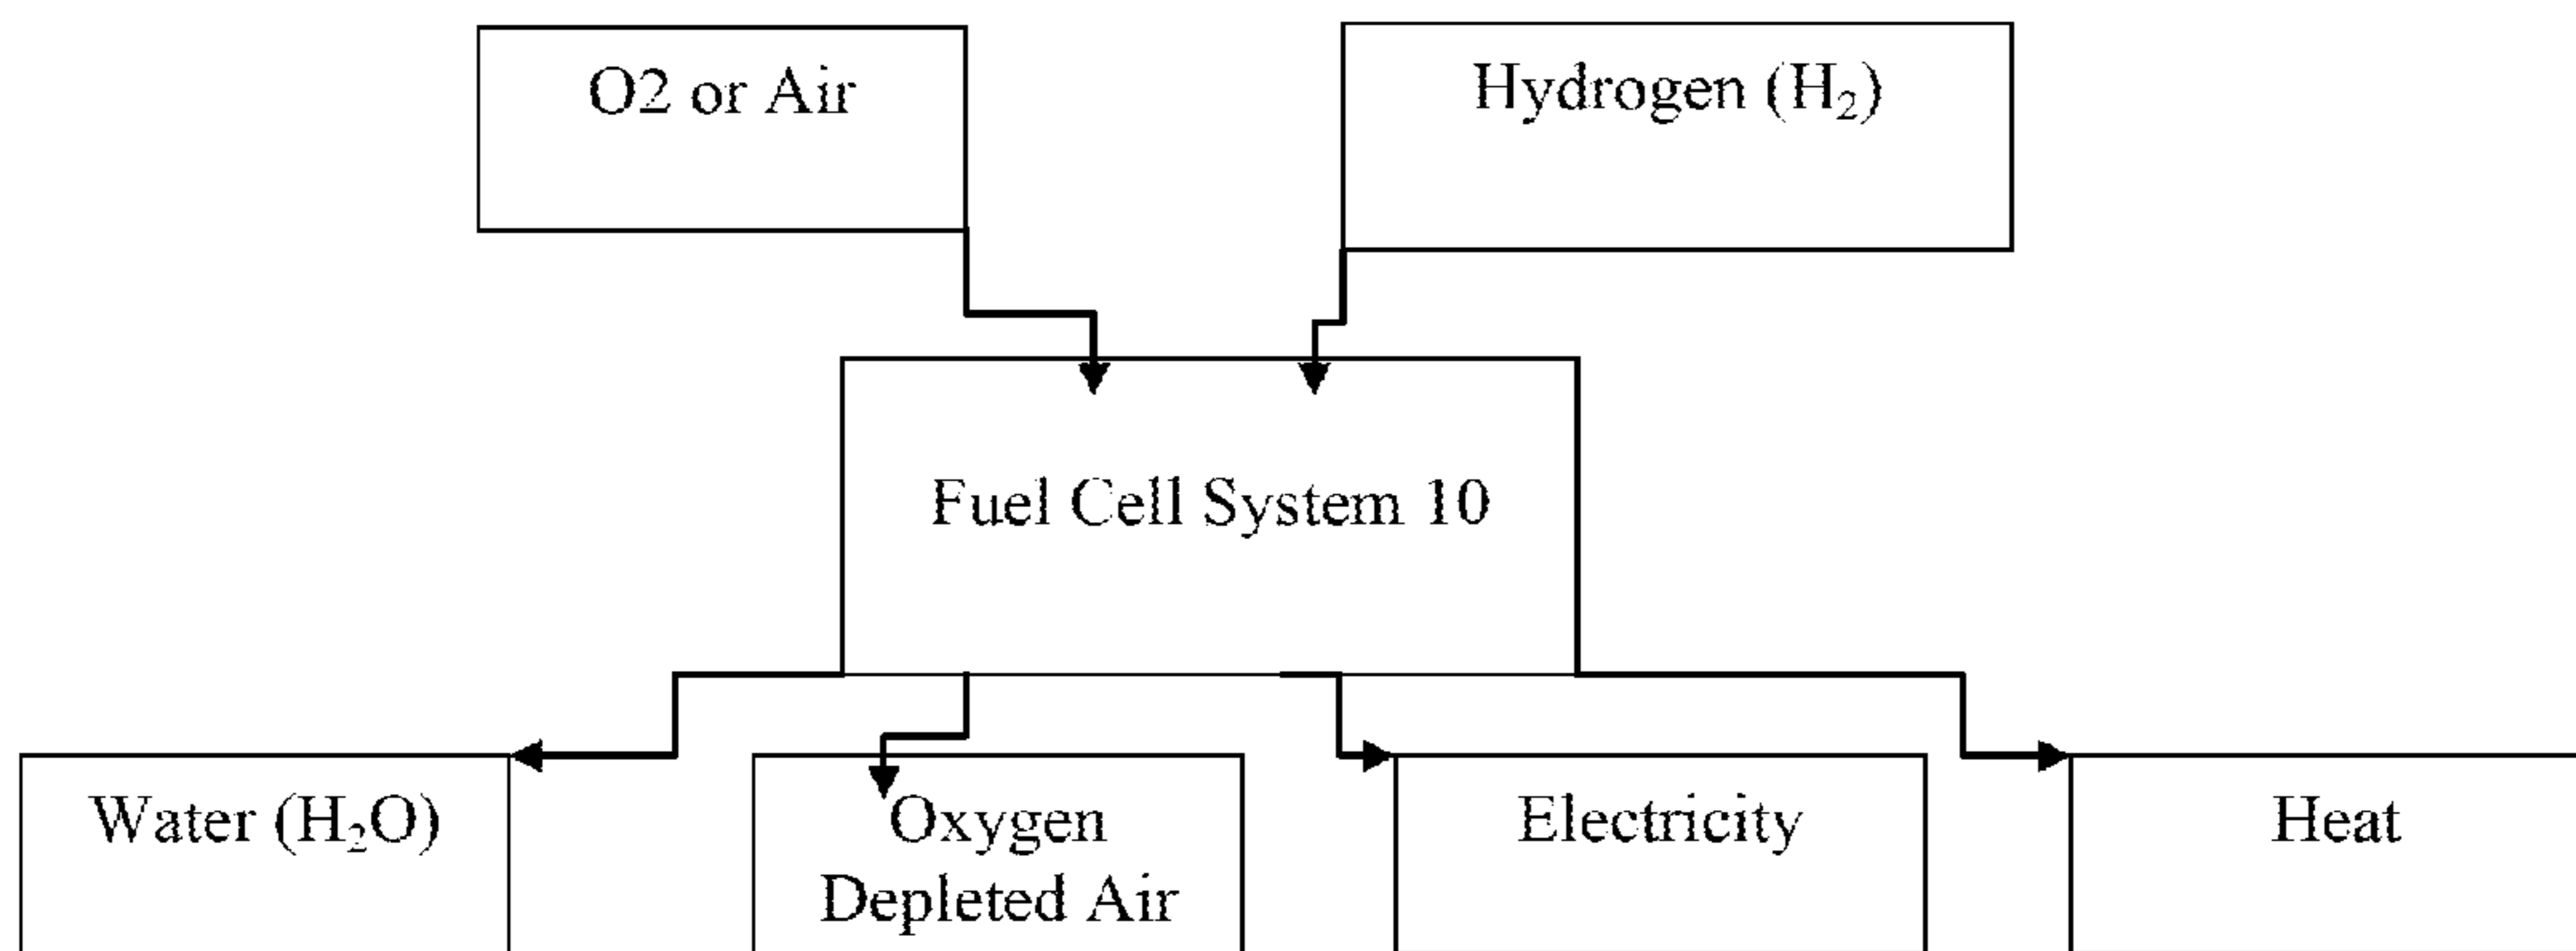 O2 or Air
Hydrogen (H₂)
Fuel Cell System 10
Water (H₂O)
Oxygen
Depleted Air
Electricity
Heat